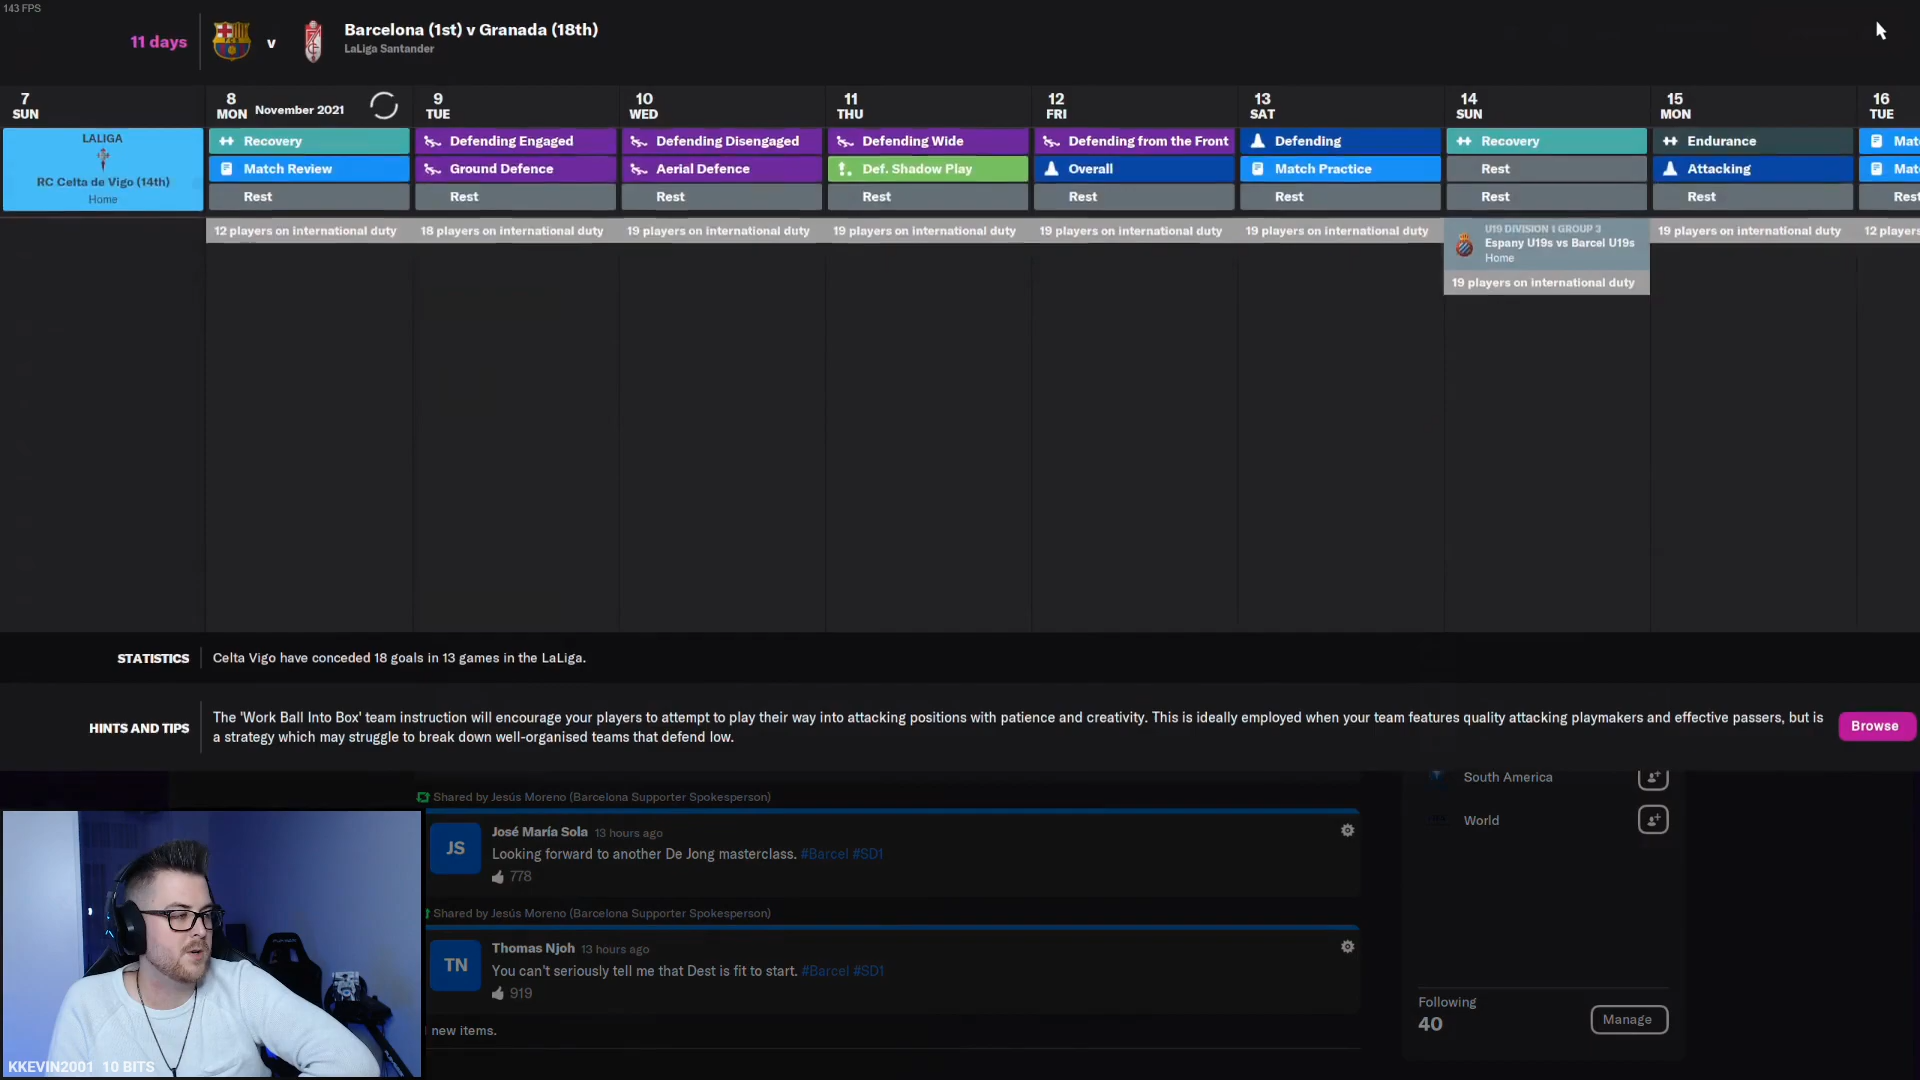 143 FPS
11 days
v
Barcelona (1st) v Granada (18th)
LaLiga Santander
7
SUN
8
MON November 2021
9
TUE
10
WED
11
THU
12
FRI
13
SAT
14
SUN
15
MON
16
TUE
LALIGA
RC Celta de Vigo (14th)
Home
Recovery
Match Review
Rest
Defending Engaged
Ground Defence
Rest
Defending Disengaged
Aerial Defence
Rest
Defending Wide
Def. Shadow Play
Rest
Defending from the Front
Overall
Rest
Defending
Match Practice
Rest
Recovery
Rest
Rest
Endurance
Attacking
Rest
Mat
Mat
Rest
12 players on international duty
18 players on international duty
19 players on international duty
19 players on international duty
19 players on international duty
19 players on international duty
U19 DIVISION 1 GROUP 3
Espany U19s vs Barcel U19s
Home
19 players on international duty
19 players on international duty
12 players
STATISTICS
Celta Vigo have conceded 18 goals in 13 games in the LaLiga.
HINTS AND TIPS
The 'Work Ball Into Box' team instruction will encourage your players to attempt to play their way into attacking positions with patience and creativity. This is ideally employed when your team features quality attacking playmakers and effective passers, but is
a strategy which may struggle to break down well-organised teams that defend low.
Browse
South America
World
Shared by Jesús Moreno (Barcelona Supporter Spokesperson)
JS
José María Sola 13 hours ago
Looking forward to another De Jong masterclass. #Barcel #SD1
778
Shared by Jesús Moreno (Barcelona Supporter Spokesperson)
TN
Thomas Njoh 13 hours ago
You can't seriously tell me that Dest is fit to start. #Barcel #SD1
919
new items.
Following
40
Manage
KKEVIN2001 10 BITS